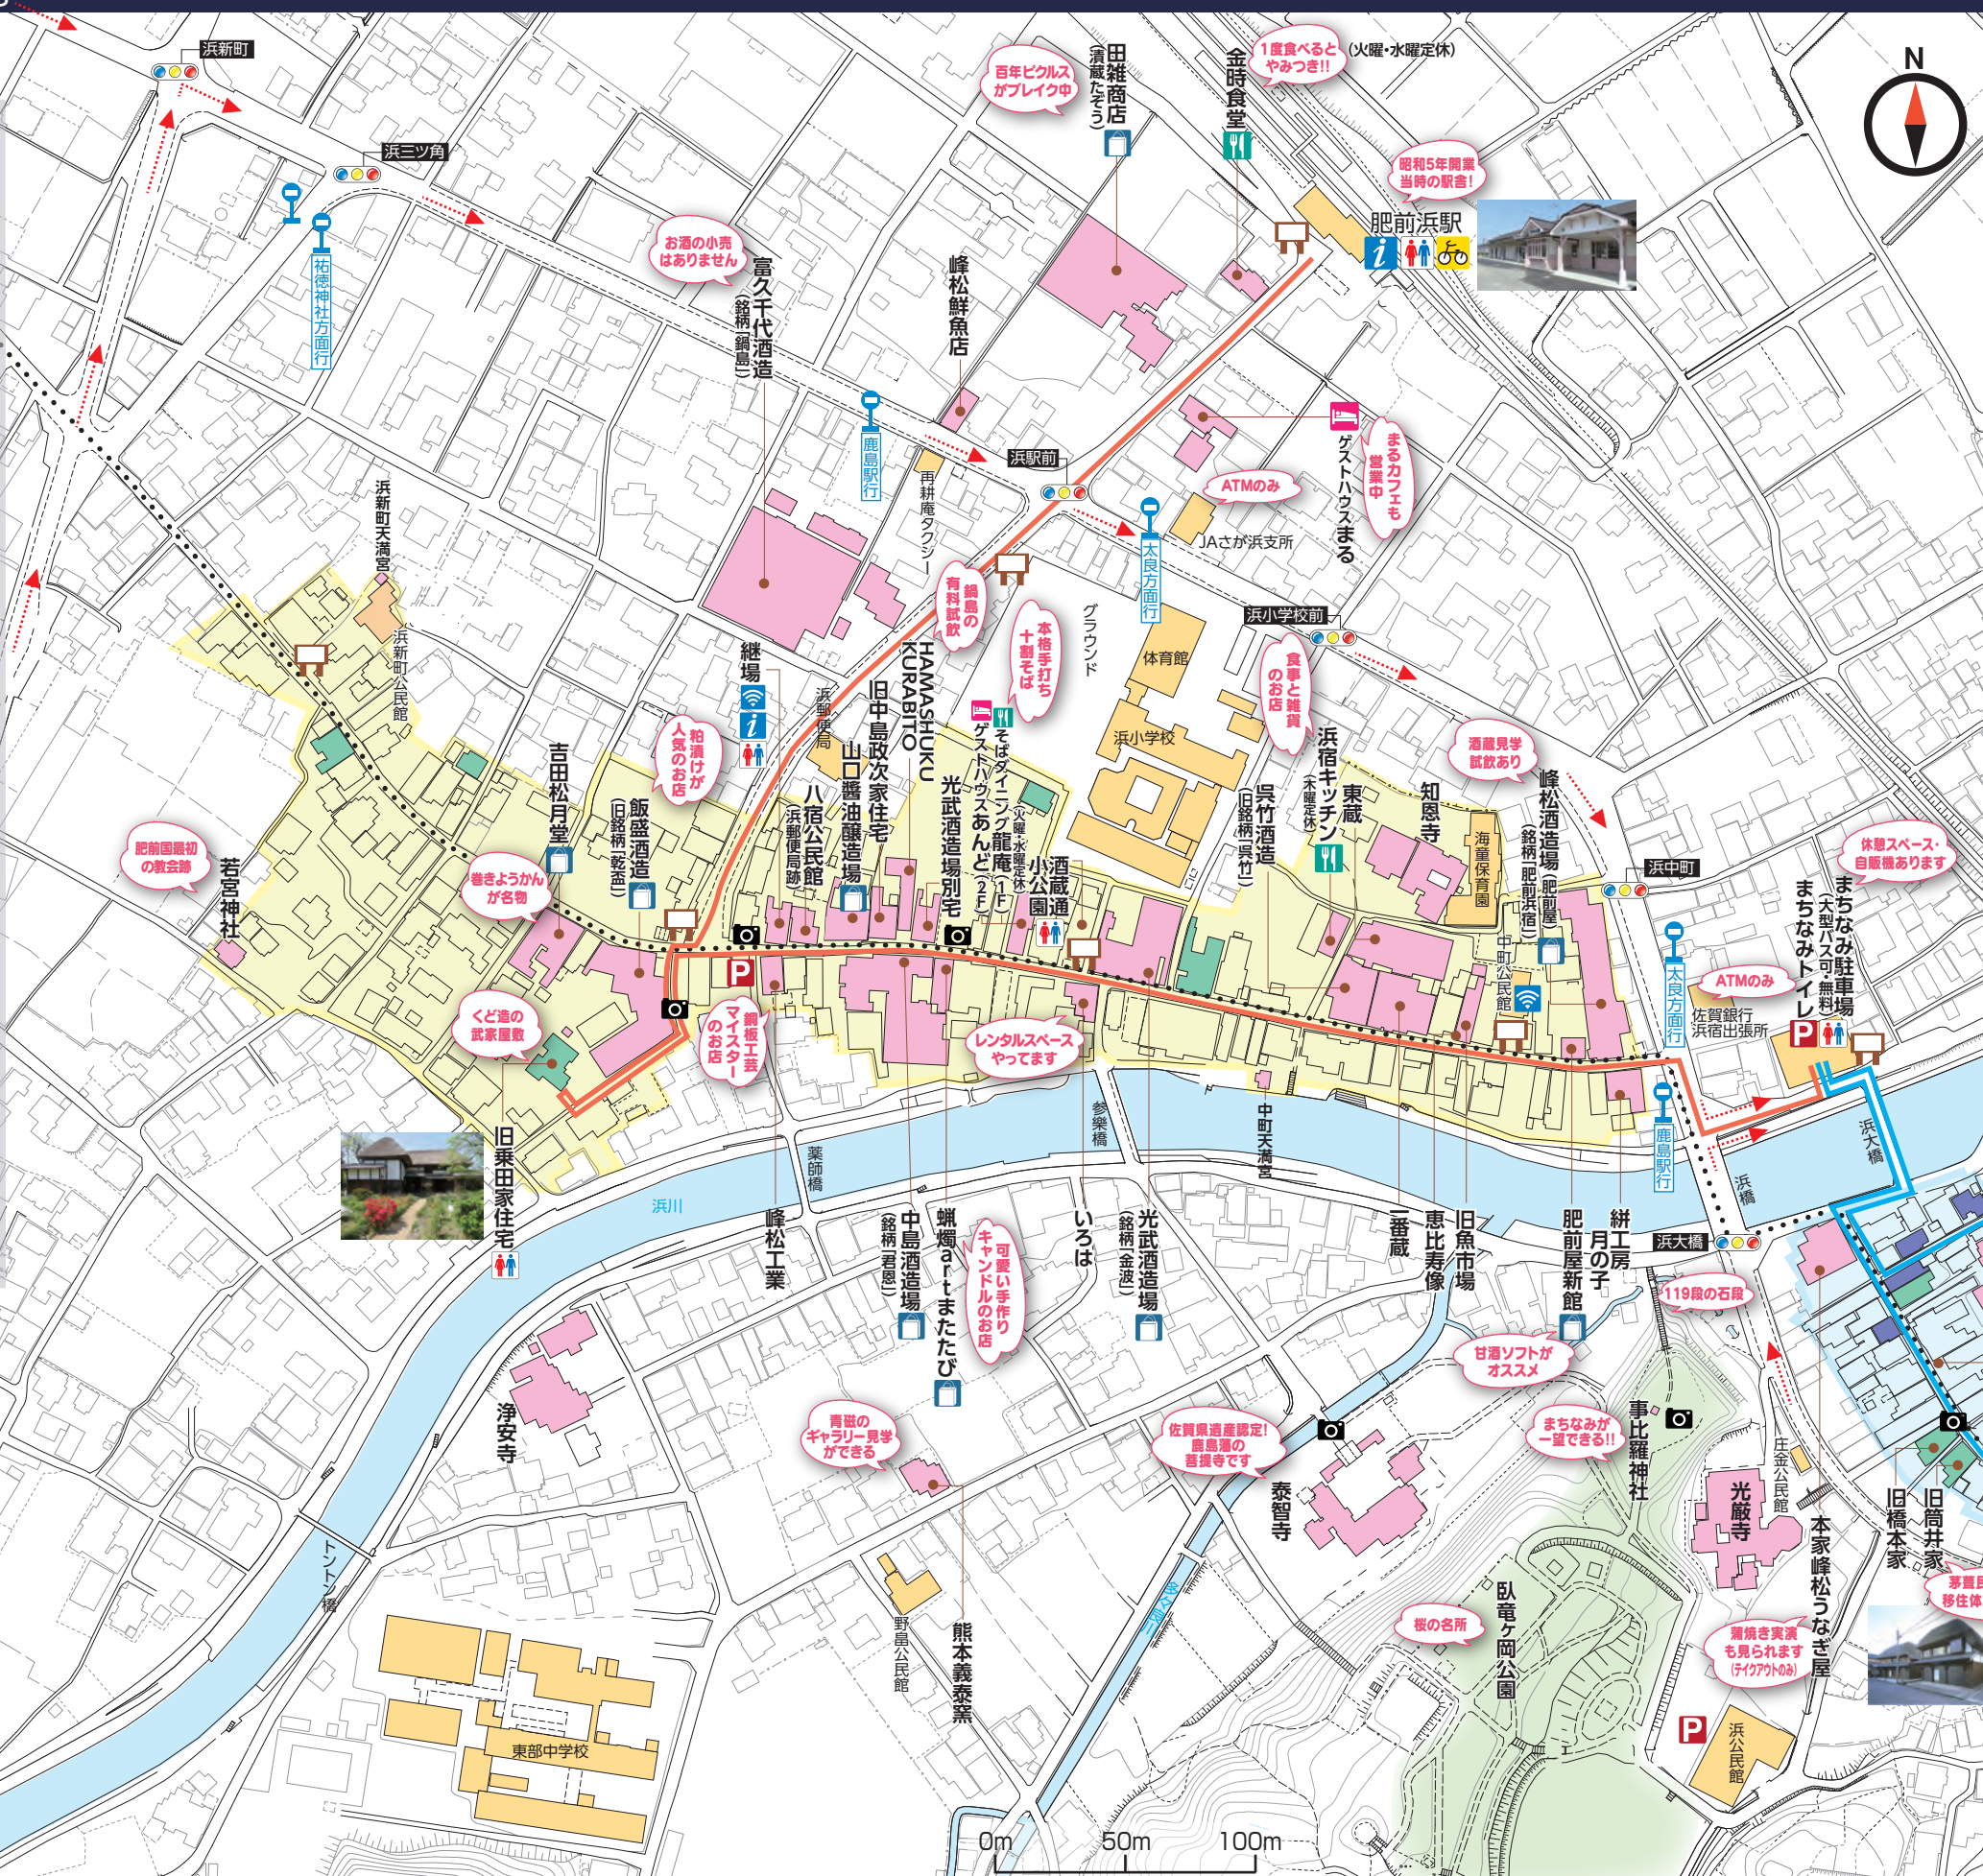 浜新町
浜三ツ角
祐徳神社方面行
百年ピクルス
がブレイク中
田雑商店
(漬蔵たぞう)
金時食堂
1度食べると
やみつき!!
(火曜・水曜定休)
N
昭和5年開業
当時の駅舎!
肥前浜駅
お酒の小売
はありません
富久千代酒造
(銘柄「鍋島」)
峰松鮮魚店
鹿島駅行
再耕庵タクシー
浜駅前
ATMのみ
JAさが浜支所
太良方面行
ゲストハウスまる
まるカフェも
営業中
浜新町天満宮
浜新町公民館
浜小学校前
グラウンド
体育館
浜小学校
鍋島の
有料試飲
本格手打ち
十割そば
食事と雑貨
のお店
酒蔵見学
試飲あり
継場
浜郵便局
HAMASHUKU
KURABITO
旧中島政次家住宅
山口醬油醸造場
八宿公民館
(浜郵便局跡)
光武酒造場別宅
そばダイニング龍庵(1F)
(火曜・水曜定休)
ゲストハウスあんど(2F)
酒蔵通
小公園
呉竹酒造
(旧銘柄「呉竹」)
浜宿キッチン
(木曜定休)
東蔵
知恩寺
海童保育園
峰松酒造場(肥前屋)
(銘柄「肥前浜宿」)
中町公民館
浜中町
休憩スペース・
自販機あります
まちなみ駐車場
(大型バス可・無料)
まちなみトイレ
P
ATMのみ
佐賀銀行
浜宿出張所
太良方面行
鹿島駅行
粕漬けが
人気のお店
吉田松月堂
飯盛酒造
(旧銘柄「乾盃」)
巻きようかん
が名物
肥前国最初
の教会跡
若宮神社
くど造の
武家屋敷
旧乗田家住宅
P
銅板工芸
マイスター
のお店
レンタルスペース
やってます
参樂橋
薬師橋
浜川
中町天満宮
浜橋
浜大橋
浜大橋
峰松工業
中島酒造場
(銘柄「君恩」)
蝋燭artまたたび
可愛い手作り
キャンドルのお店
いろは
光武酒造場
(銘柄「金波」)
一番蔵
恵比寿像
旧魚市場
肥前屋新館
絣工房
月の子
119段の石段
甘酒ソフトが
オススメ
まちなみが
一望できる!!
事比羅神社
佐賀県遺産認定!
鹿島藩の
菩提寺です
泰智寺
青磁の
ギャラリー見学
ができる
浄安寺
トントン橋
東部中学校
野畠公民館
熊本義泰窯
桜の名所
臥竜ヶ岡公園
光厳寺
庄金公民館
本家峰松うなぎ屋
蒲焼き実演
も見られます
(テイクアウトのみ)
旧橋本家
旧筒井家
P
浜公民館
0m
50m
100m